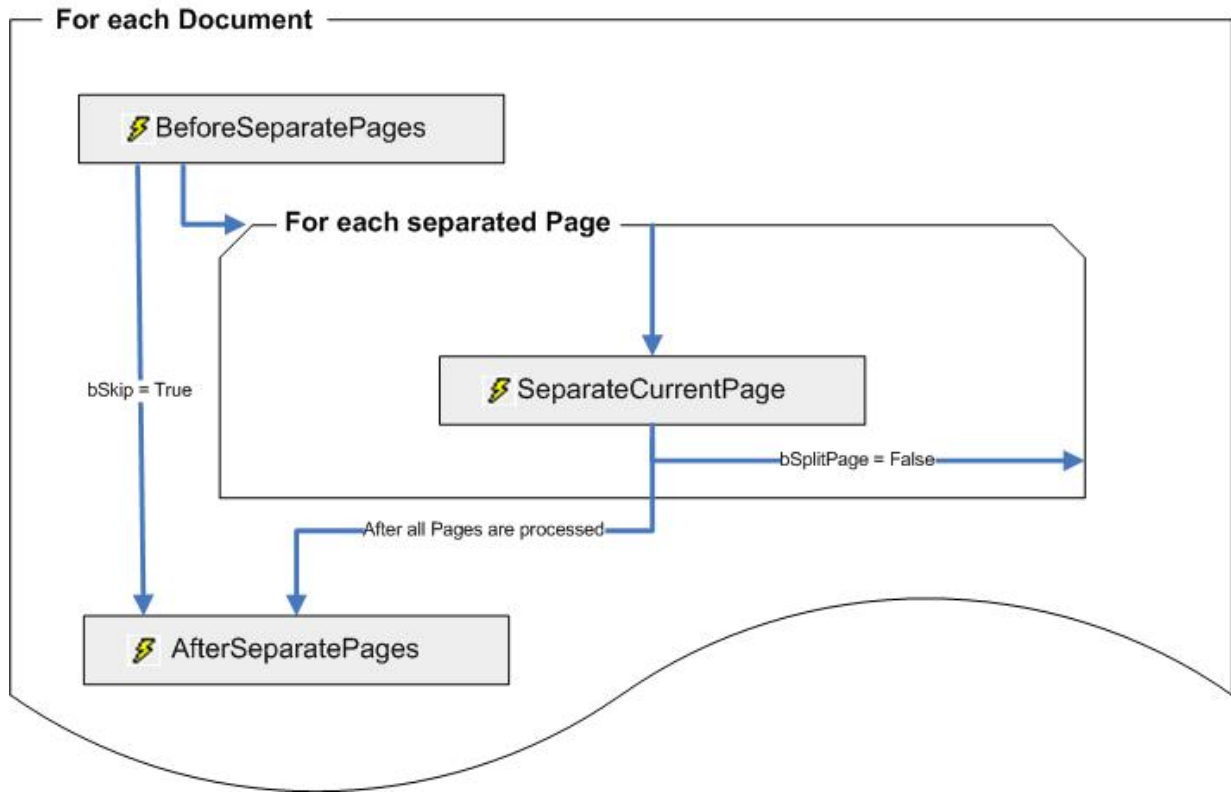 For each Document
BeforeSeparatePages
For each separated Page
bSkip = True
SeparateCurrentPage
bSplitPage = False
After all Pages are processed
AfterSeparatePages